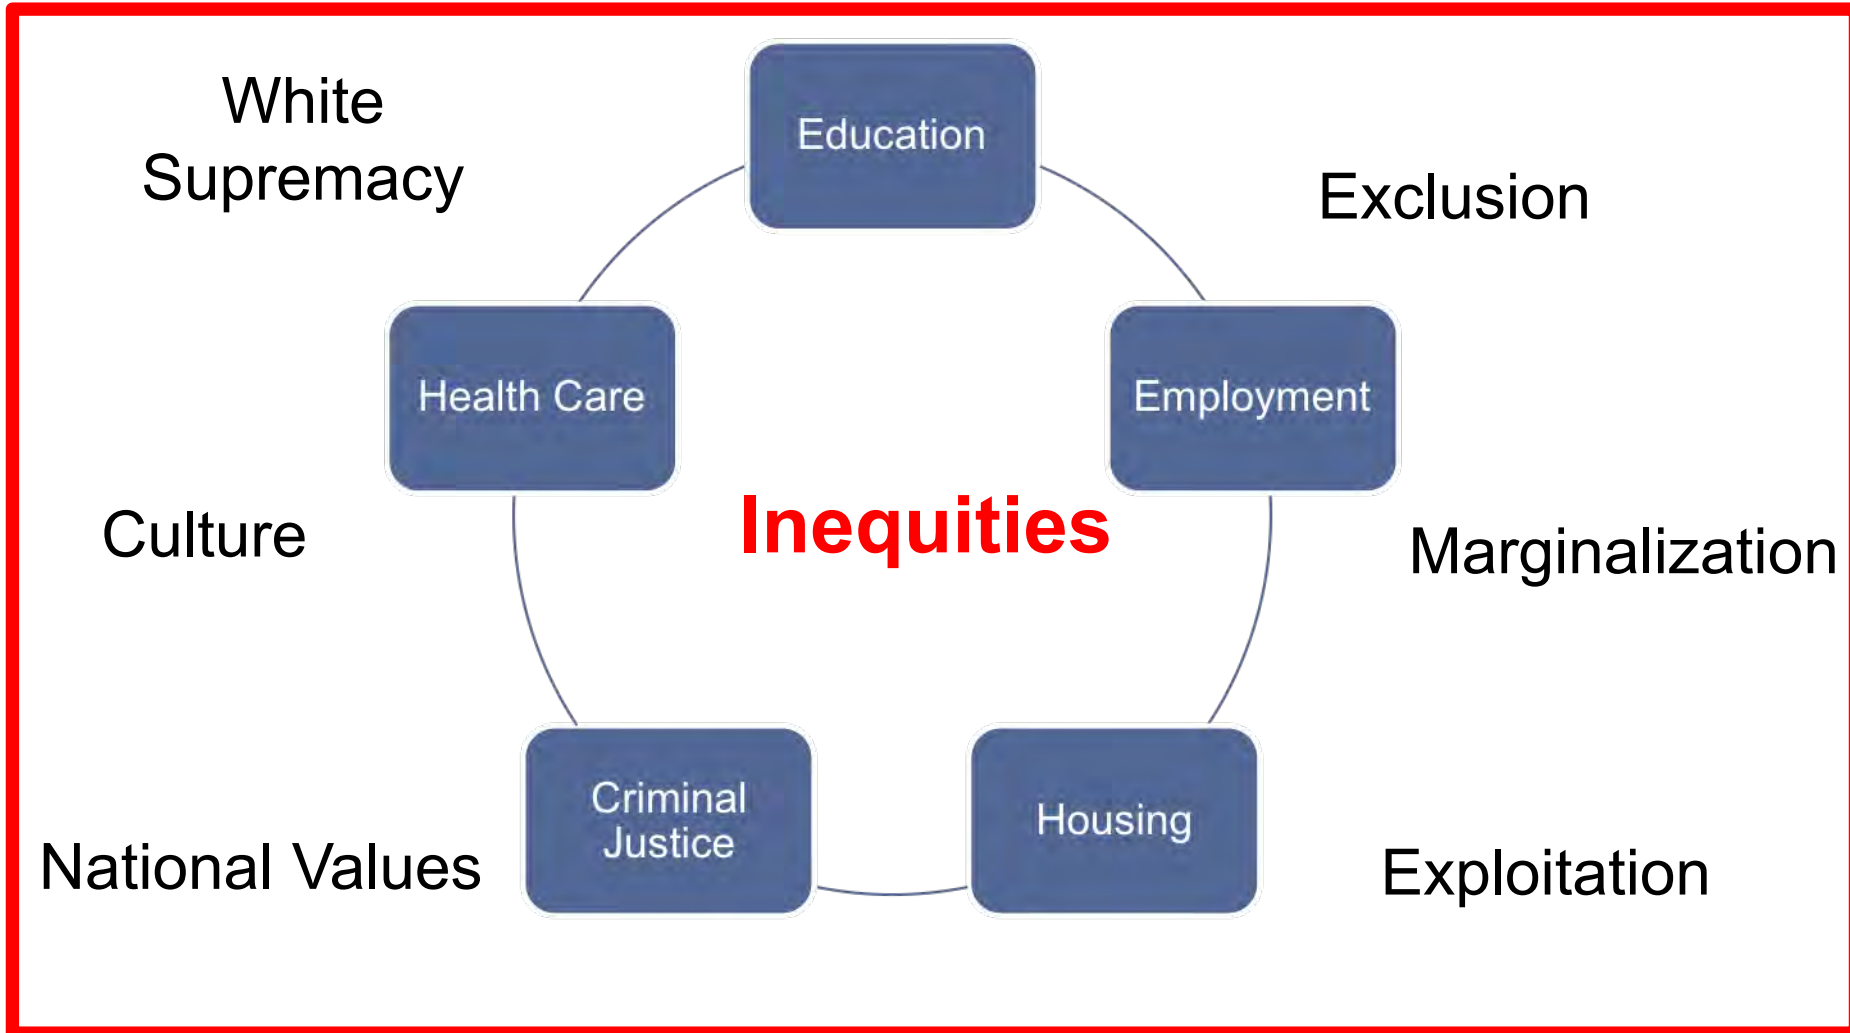 White
Supremacy
Education
Exclusion
Health Care
Employment
Culture
Inequities
Marginalization
National Values
Criminal
Justice
Housing
Exploitation